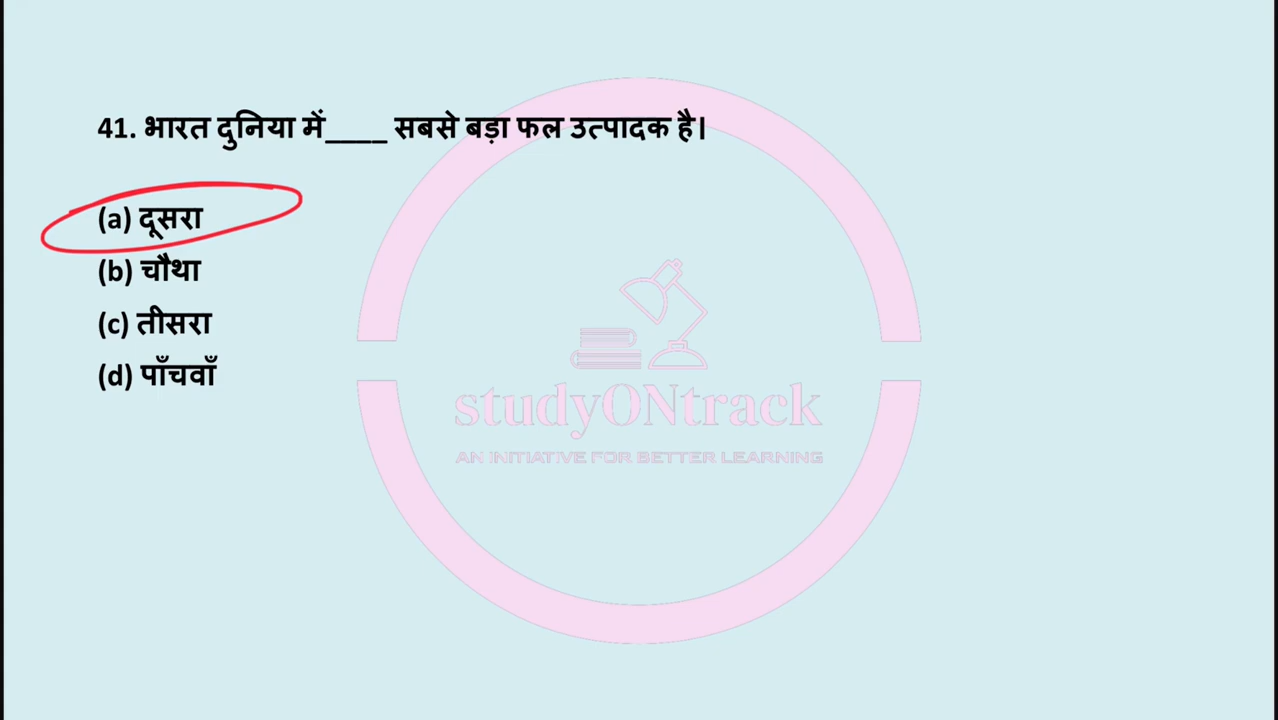 41. भारत दुनिया में____ सबसे बड़ा फल उत्पादक है।
(a) दूसरा
(b) चौथा
(c) तीसरा
(d) पाँचवाँ
studyONtrack
AN INITIATIVE FOR BETTER LEARNING